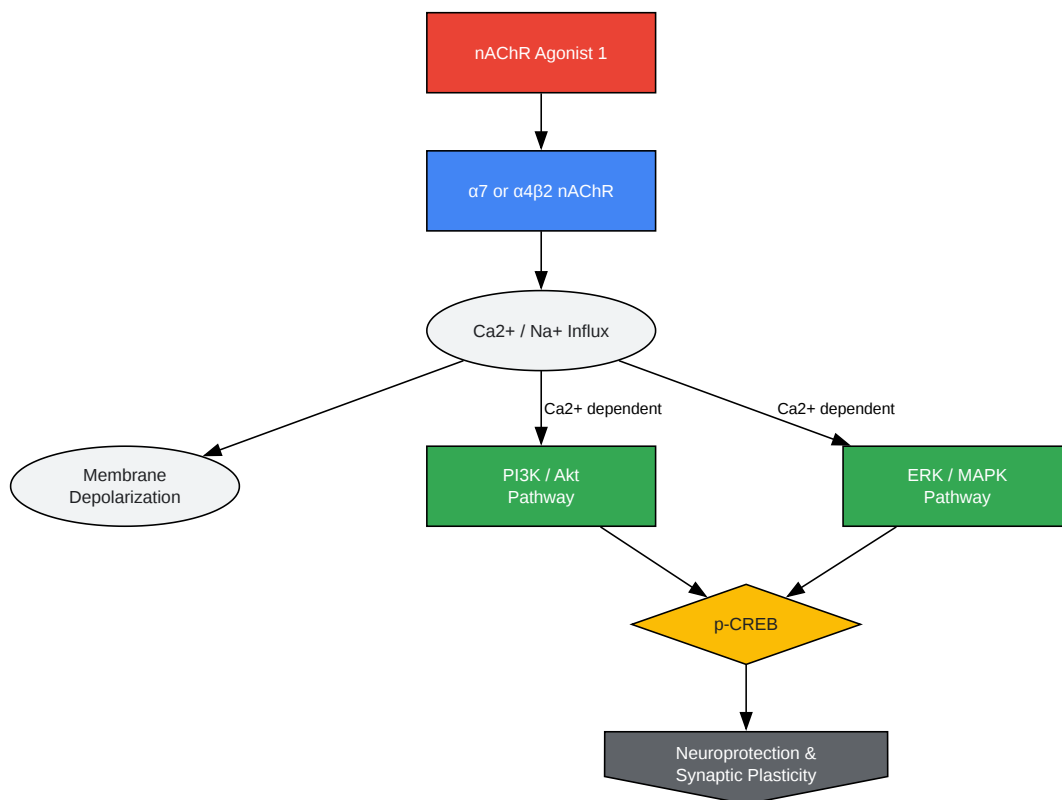 nAChR Agonist 1
α7 or α4β2 nAChR
Ca2+ / Na+ Influx
Ca2+ dependent
Ca2+ dependent
Membrane
Depolarization
PI3K / Akt
Pathway
ERK / MAPK
Pathway
p-CREB
Neuroprotection &
Synaptic Plasticity